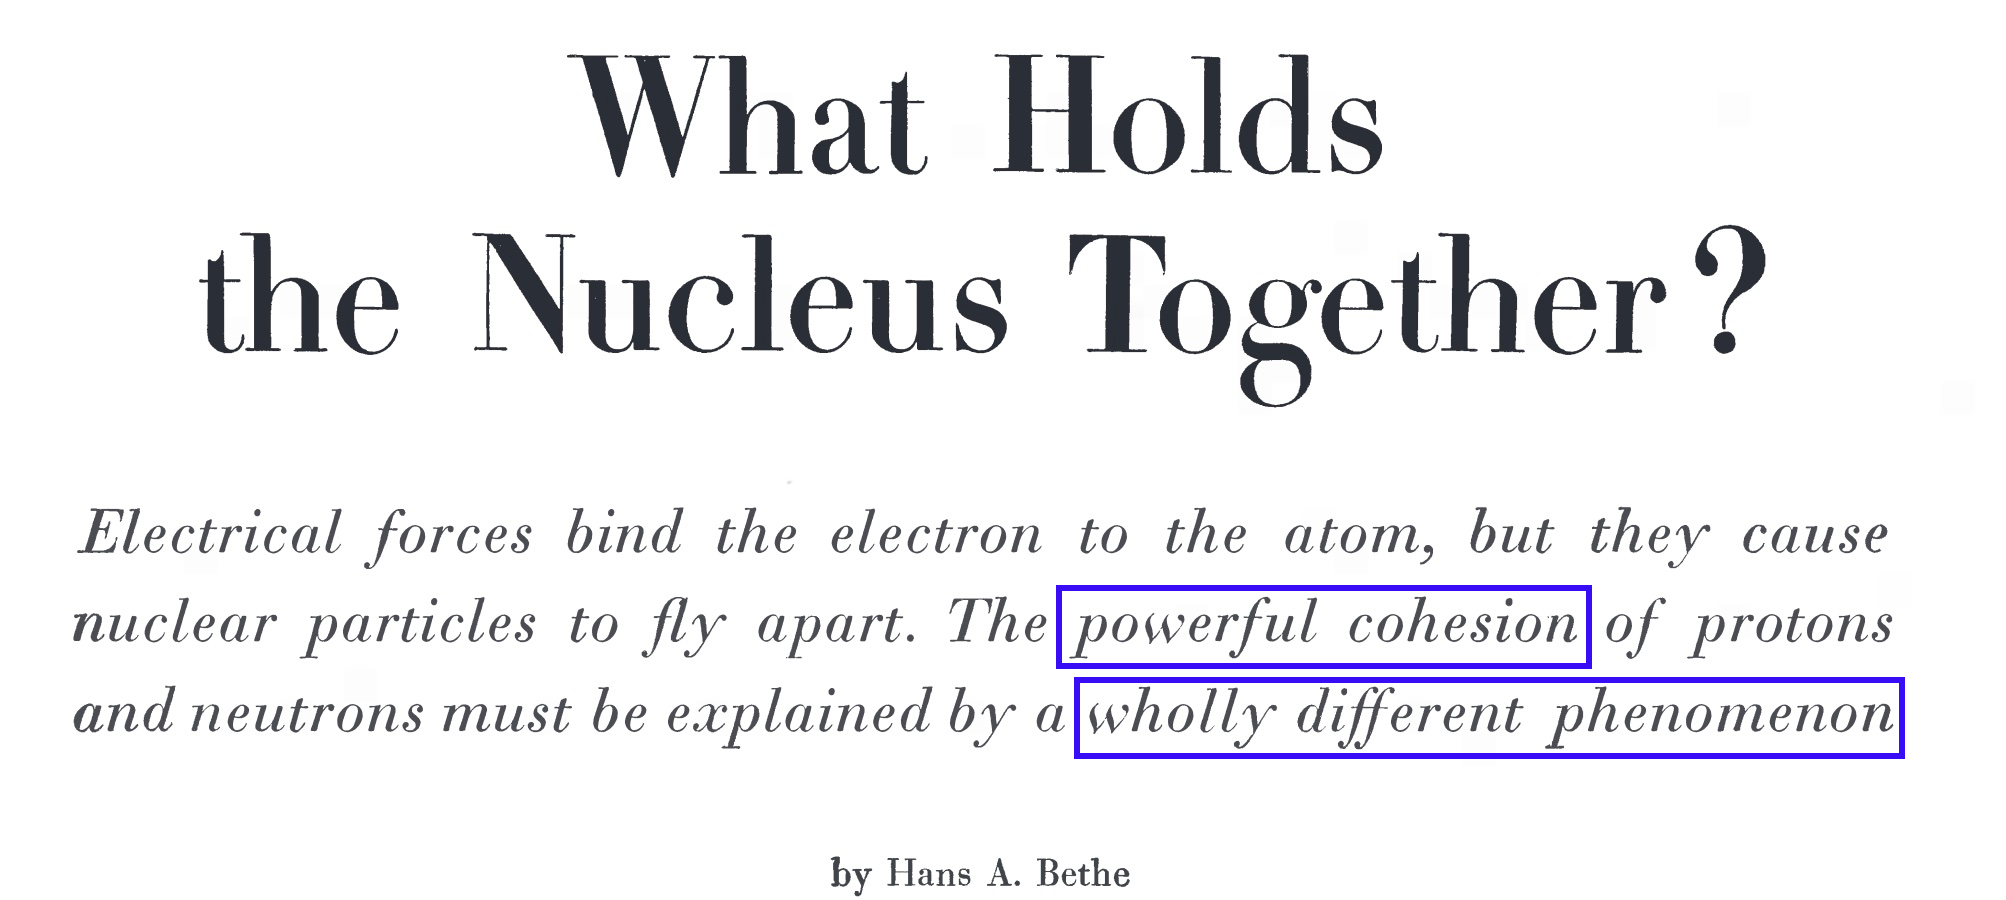 What Holds
the Nucleus Together?
Electrical forces bind the electron to the atom, but they cause
nuclear particles to fly apart. The powerful cohesion of protons
and neutrons must be explained by a wholly different phenomenon
by Hans A. Bethe